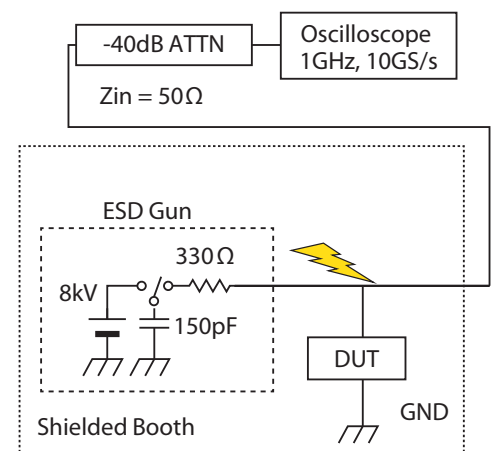 -40dB ATTN
Oscilloscope
1GHz, 10GS/s
Zin = 50Ω
ESD Gun
330Ω
8kV
150pF
DUT
GND
Shielded Booth